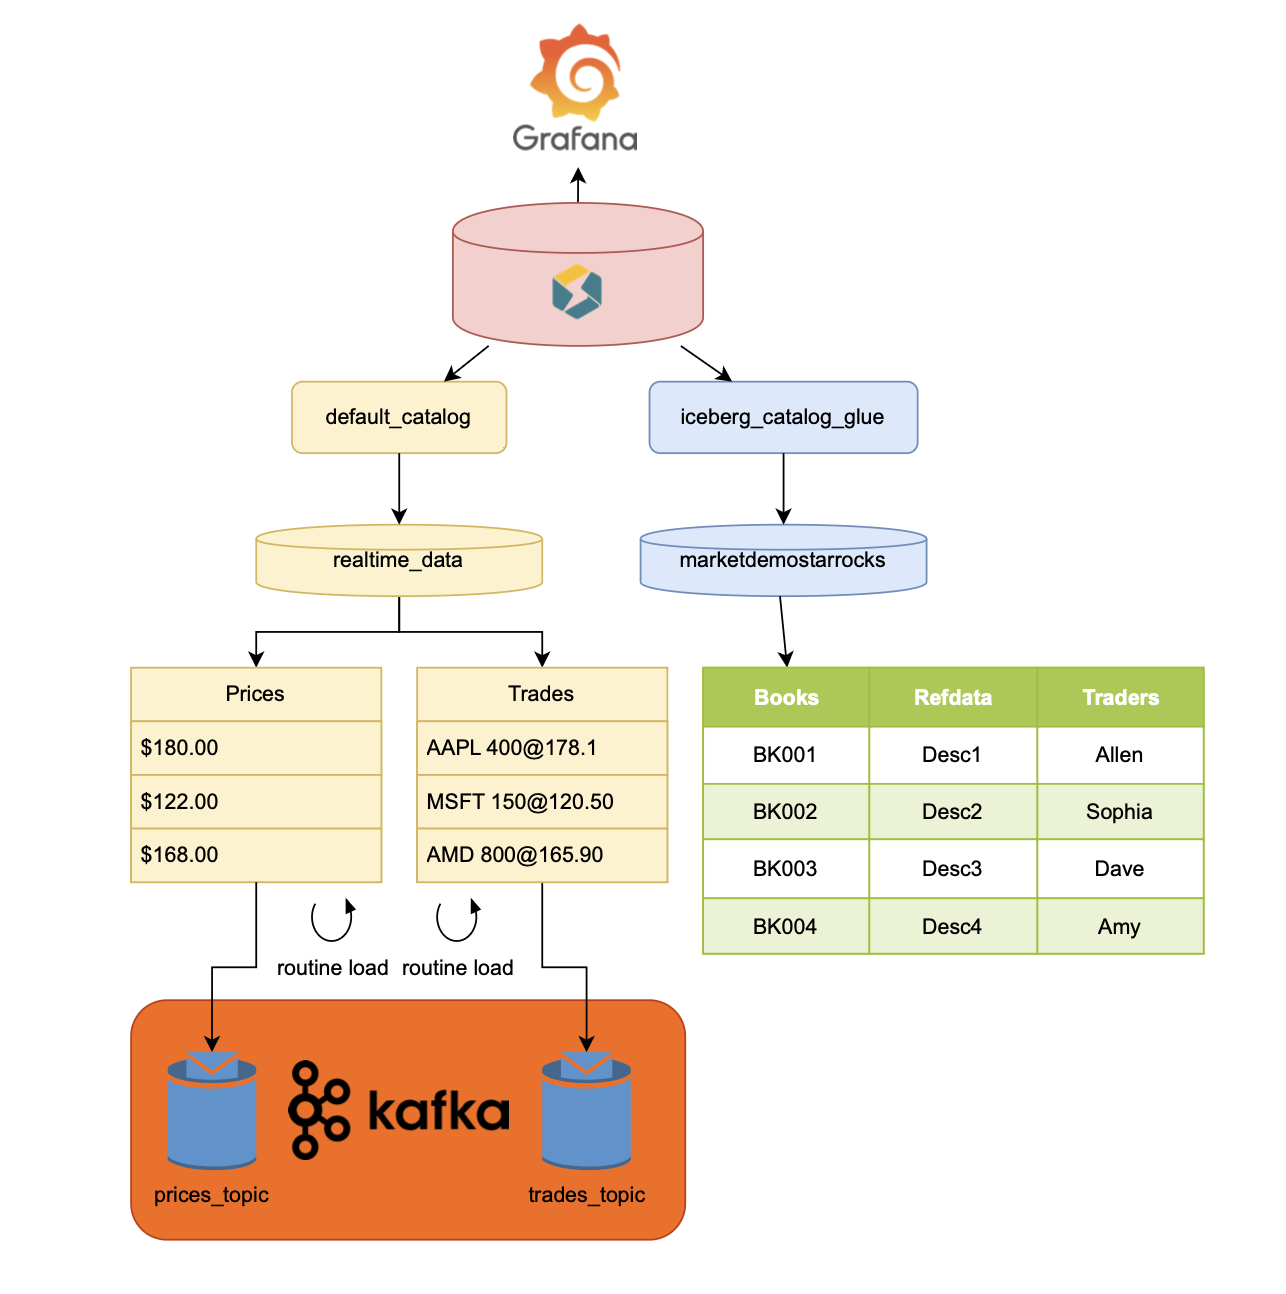 Grafana
default_catalog
iceberg_catalog_glue
realtime_data
marketdemostarrocks
Prices
$180.00
$122.00
$168.00
Trades
AAPL 400@178.1
MSFT 150@120.50
AMD 800@165.90
Books Refdata Traders
BK001 Desc1 Allen
BK002 Desc2 Sophia
BK003 Desc3 Dave
BK004 Desc4 Amy
routine load
routine load
kafka
prices_topic
trades_topic